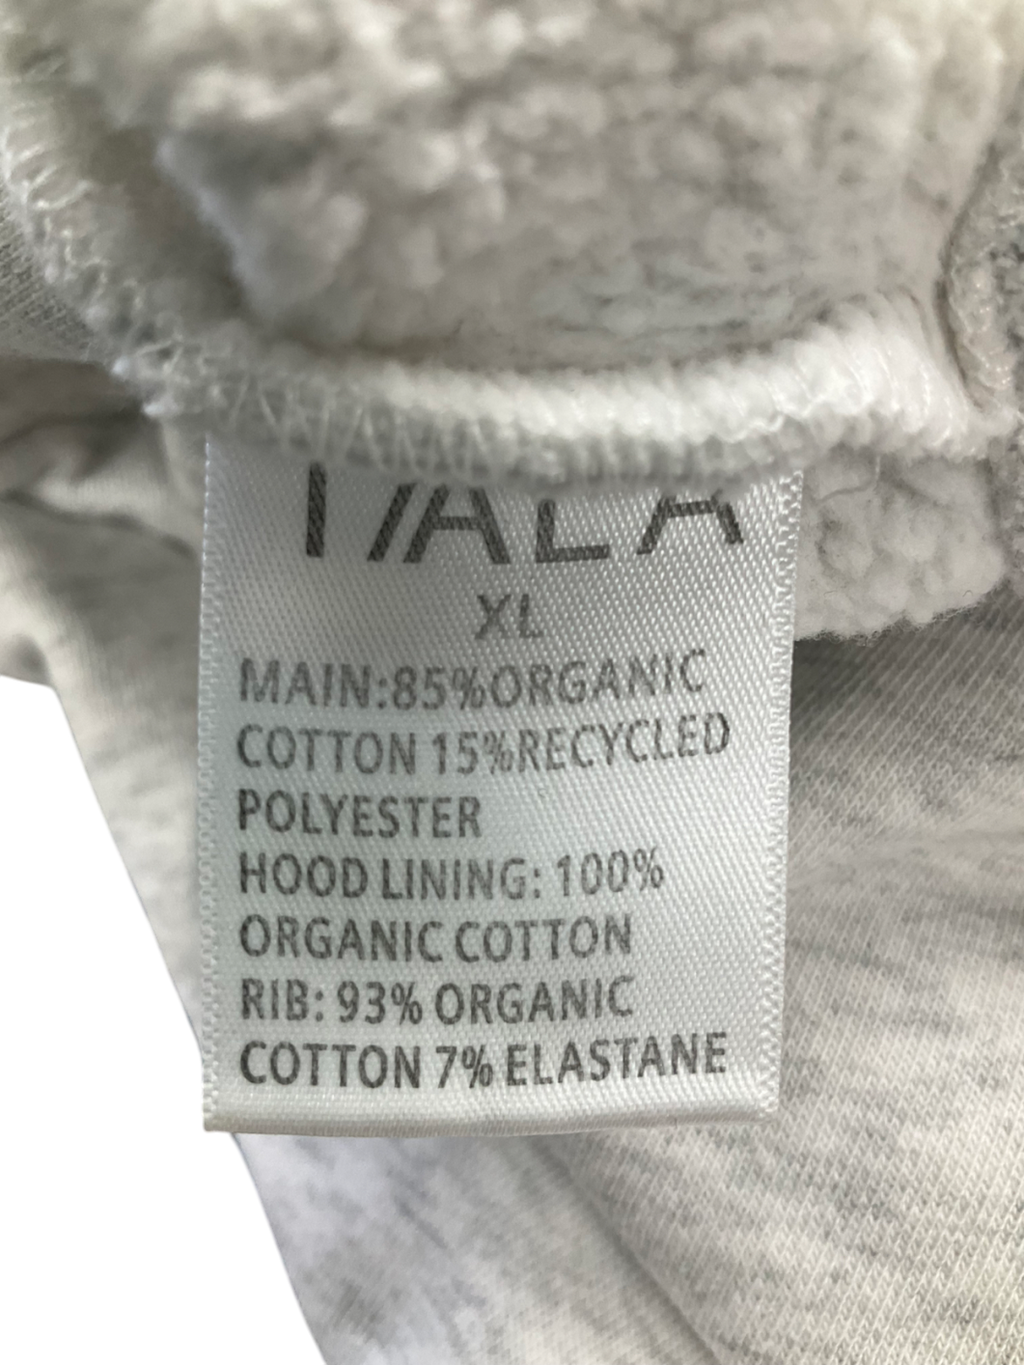 TALA
XL
MAIN:85%ORGANIC
COTTON 15%RECYCLED
POLYESTER
HOOD LINING: 100%
ORGANIC COTTON
RIB: 93% ORGANIC
COTTON 7% ELASTANE